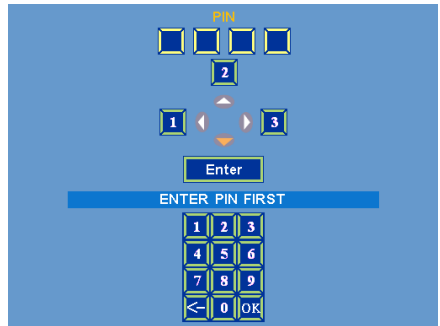 PIN
2
1 3
Enter
ENTER PIN FIRST
1 2 3
4 5 6
7 8 9
<- 0 OK